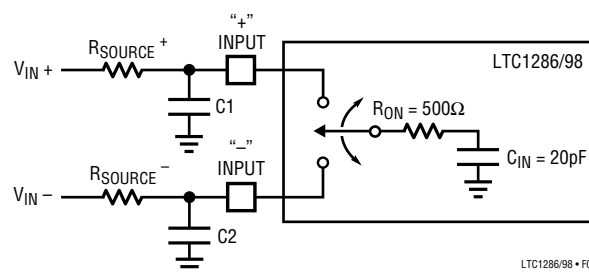 "+"
INPUT
RSOURCE +
VIN +
C1
LTC1286/98
RON = 500Ω
CIN = 20pF
"–"
INPUT
RSOURCE –
VIN –
C2
LTC1286/98 •